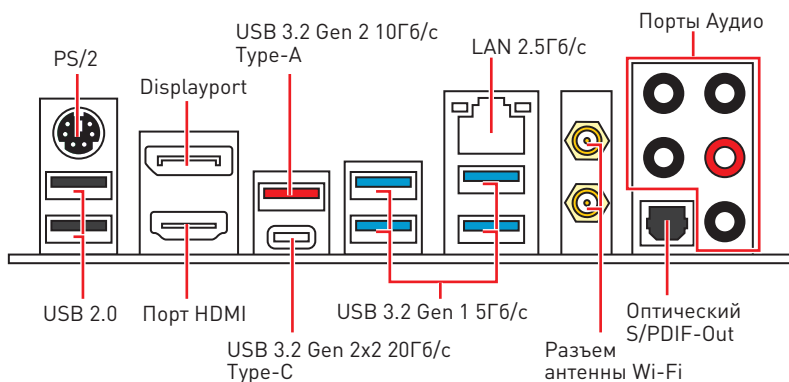 Порты Аудио
USB 3.2 Gen 2 10Гб/с
Type-A
LAN 2.5Гб/с
PS/2
Displayport
USB 2.0
Порт HDMI
USB 3.2 Gen 1 5Гб/с
Оптический
S/PDIF-Out
USB 3.2 Gen 2x2 20Гб/с
Type-C
Разъем
антенны Wi-Fi